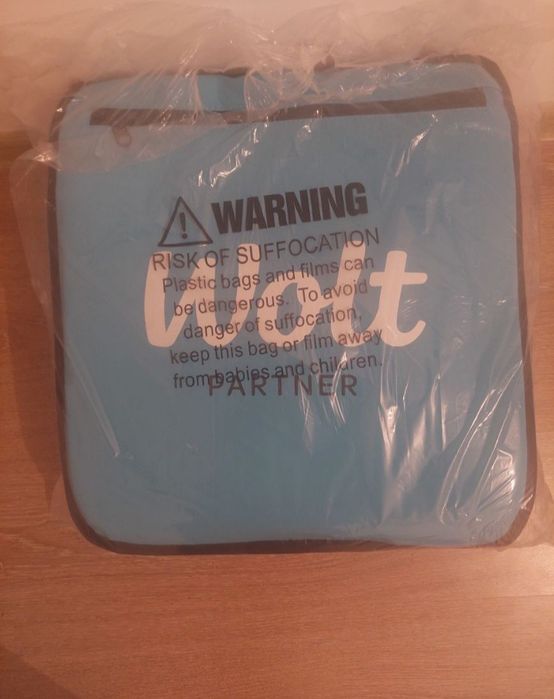 WARNING
RISK OF SUFFOCATION
Plastic bags and films can
be dangerous. To avoid
danger of suffocation,
keep this bag or film away
from babies and children.
Wolt
PARTNER